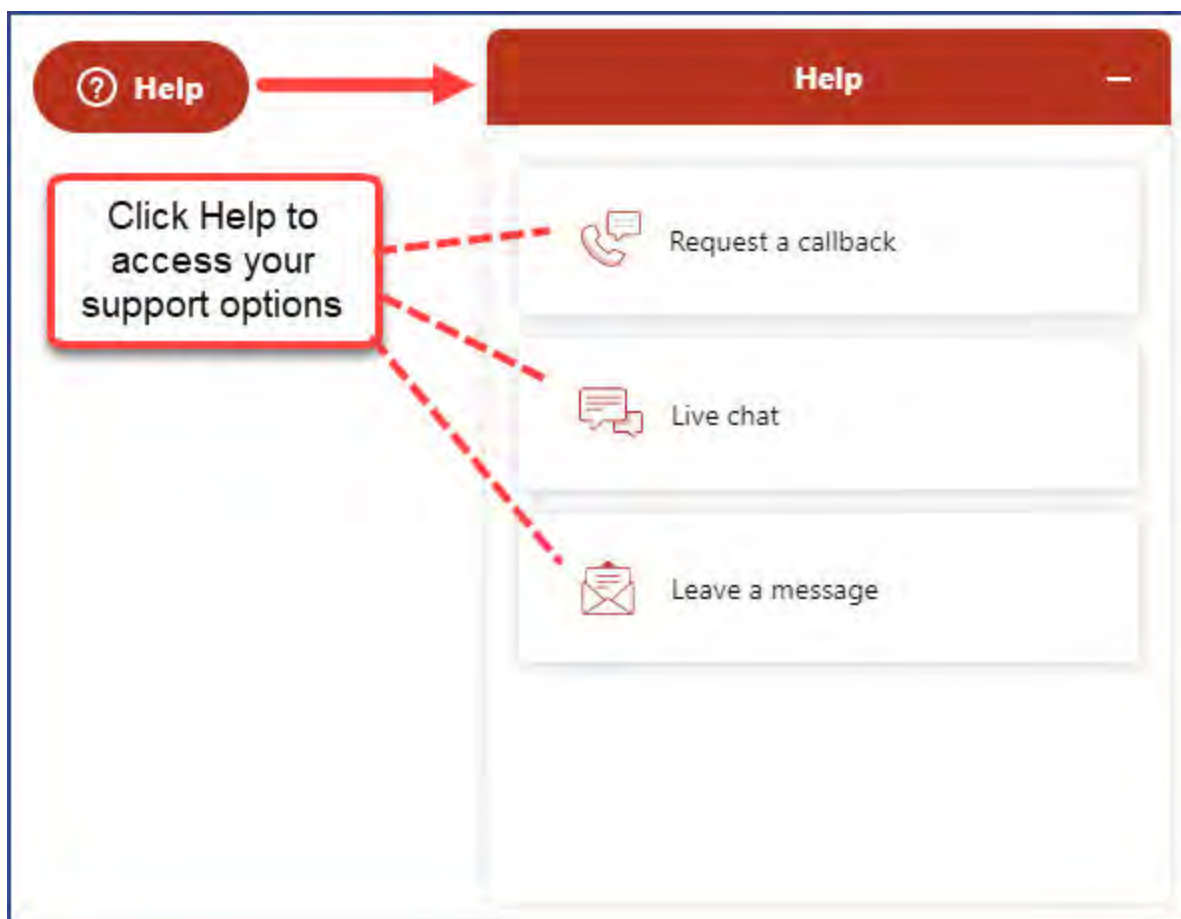 Help
Help
Click Help to
access your
support options
Request a callback
Live chat
Leave a message